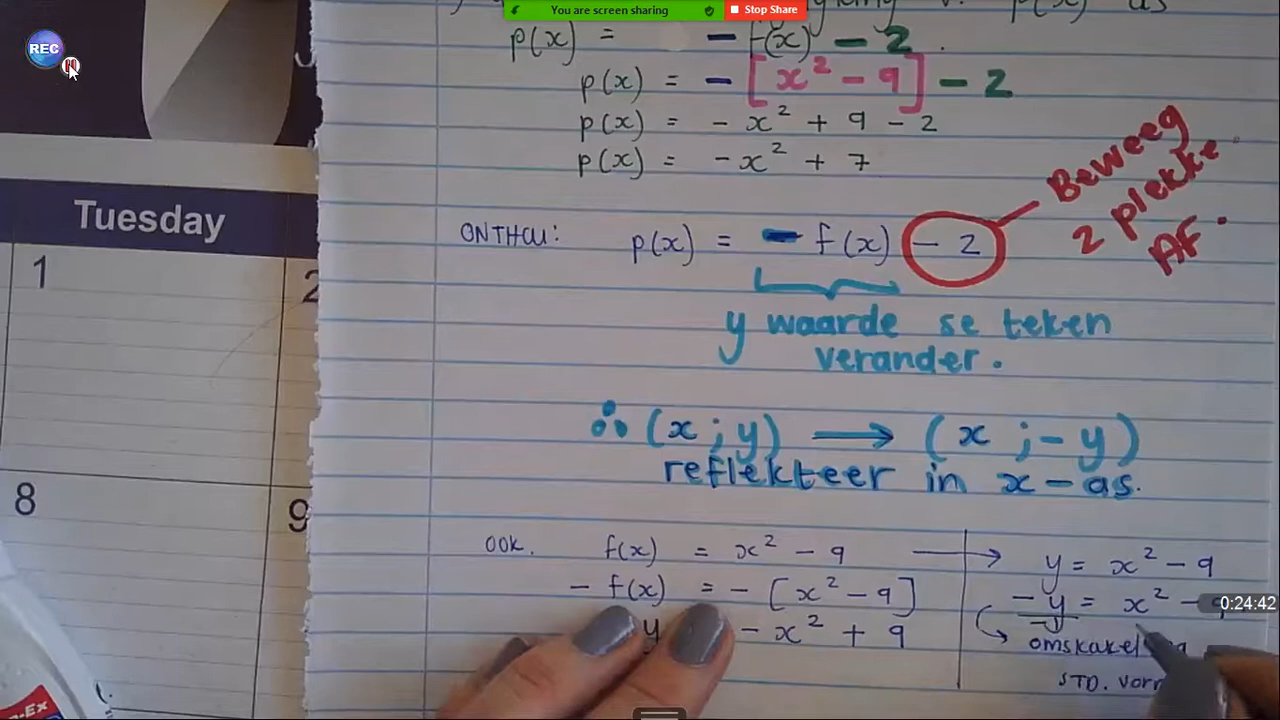 You are screen sharing
Stop Share
REC
p(x) as
p(x) = - f(x) - 2 .
p(x) = - [x² - 9] - 2
p(x) = - x² + 9 - 2
p(x) = -x² + 7
Beweeg
2 plekke
AF.
ONTHOU: p(x) = - f(x) - 2
y waarde se teken
verander.
∴ (x ; y) → (x ; -y)
reflekteer in x-as.
OOK. f(x) = x² - 9 → y = x² - 9
- f(x) = - [x² - 9]
- y = x² - 9
y - x² + 9
STD.
0:24:42
Tuesday
1
2
8
9